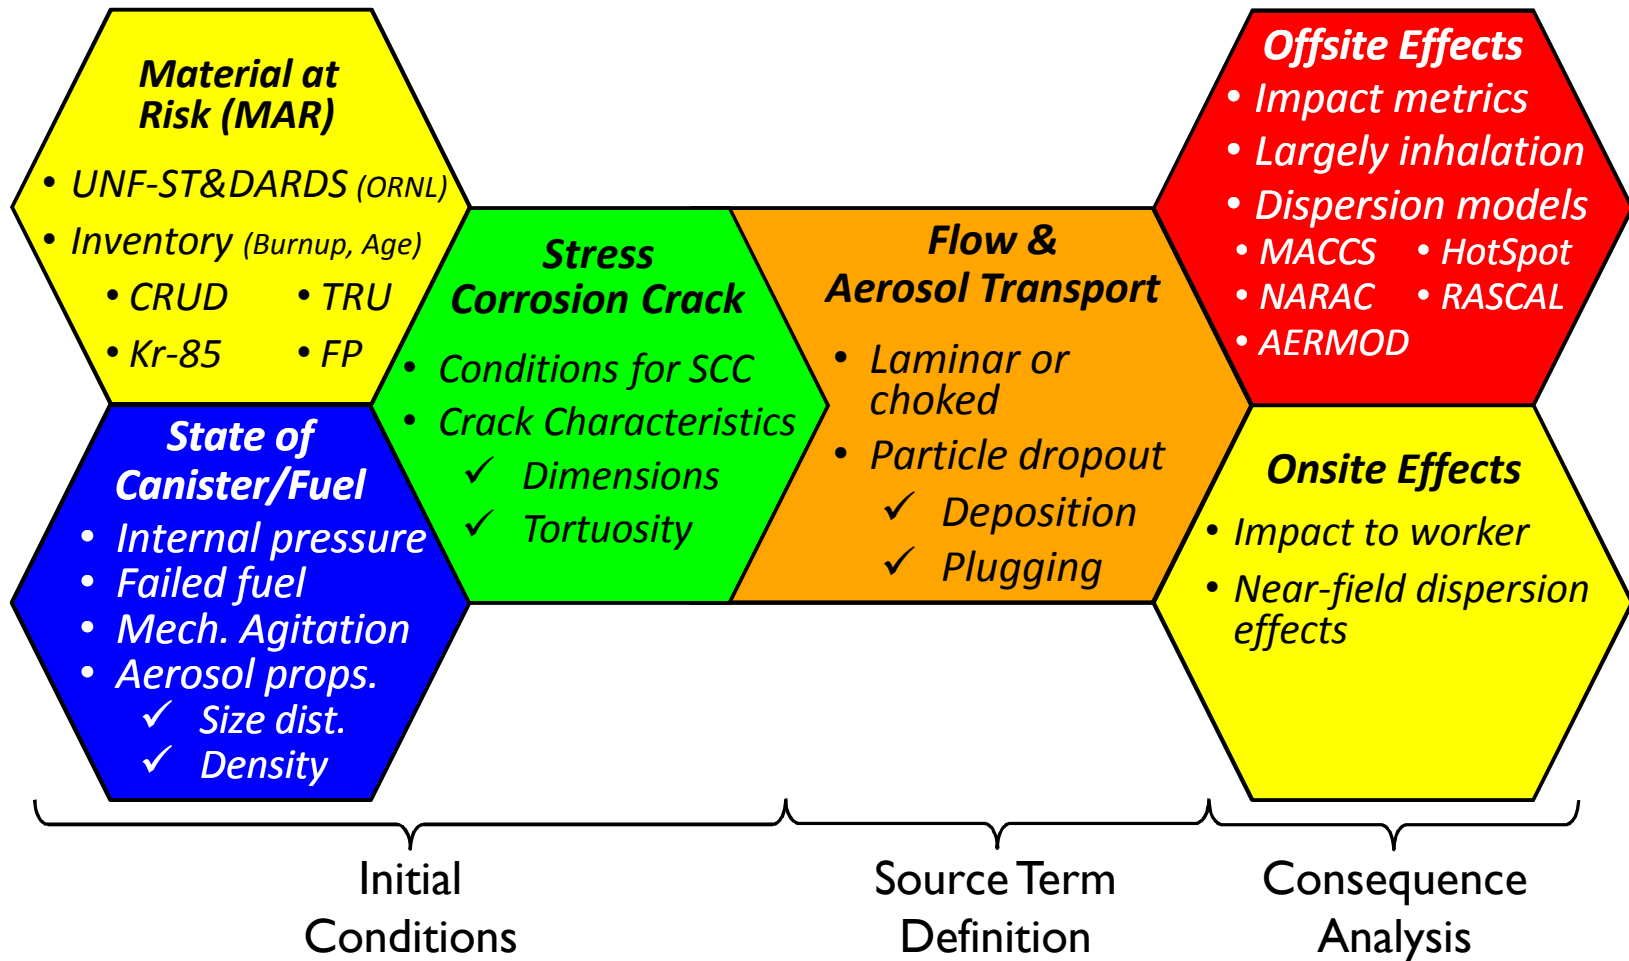 Material at
Risk (MAR)
• UNF-ST&DARDS (ORNL)
• Inventory (Burnup, Age)
• CRUD • TRU
• Kr-85 • FP
State of
Canister/Fuel
• Internal pressure
• Failed fuel
• Mech. Agitation
• Aerosol props.
✓ Size dist.
✓ Density
Stress
Corrosion Crack
• Conditions for SCC
• Crack Characteristics
✓ Dimensions
✓ Tortuosity
Flow &
Aerosol Transport
• Laminar or
choked
• Particle dropout
✓ Deposition
✓ Plugging
Offsite Effects
• Impact metrics
• Largely inhalation
• Dispersion models
• MACCS • HotSpot
• NARAC • RASCAL
• AERMOD
Onsite Effects
• Impact to worker
• Near-field dispersion
effects
Initial
Conditions
Source Term
Definition
Consequence
Analysis